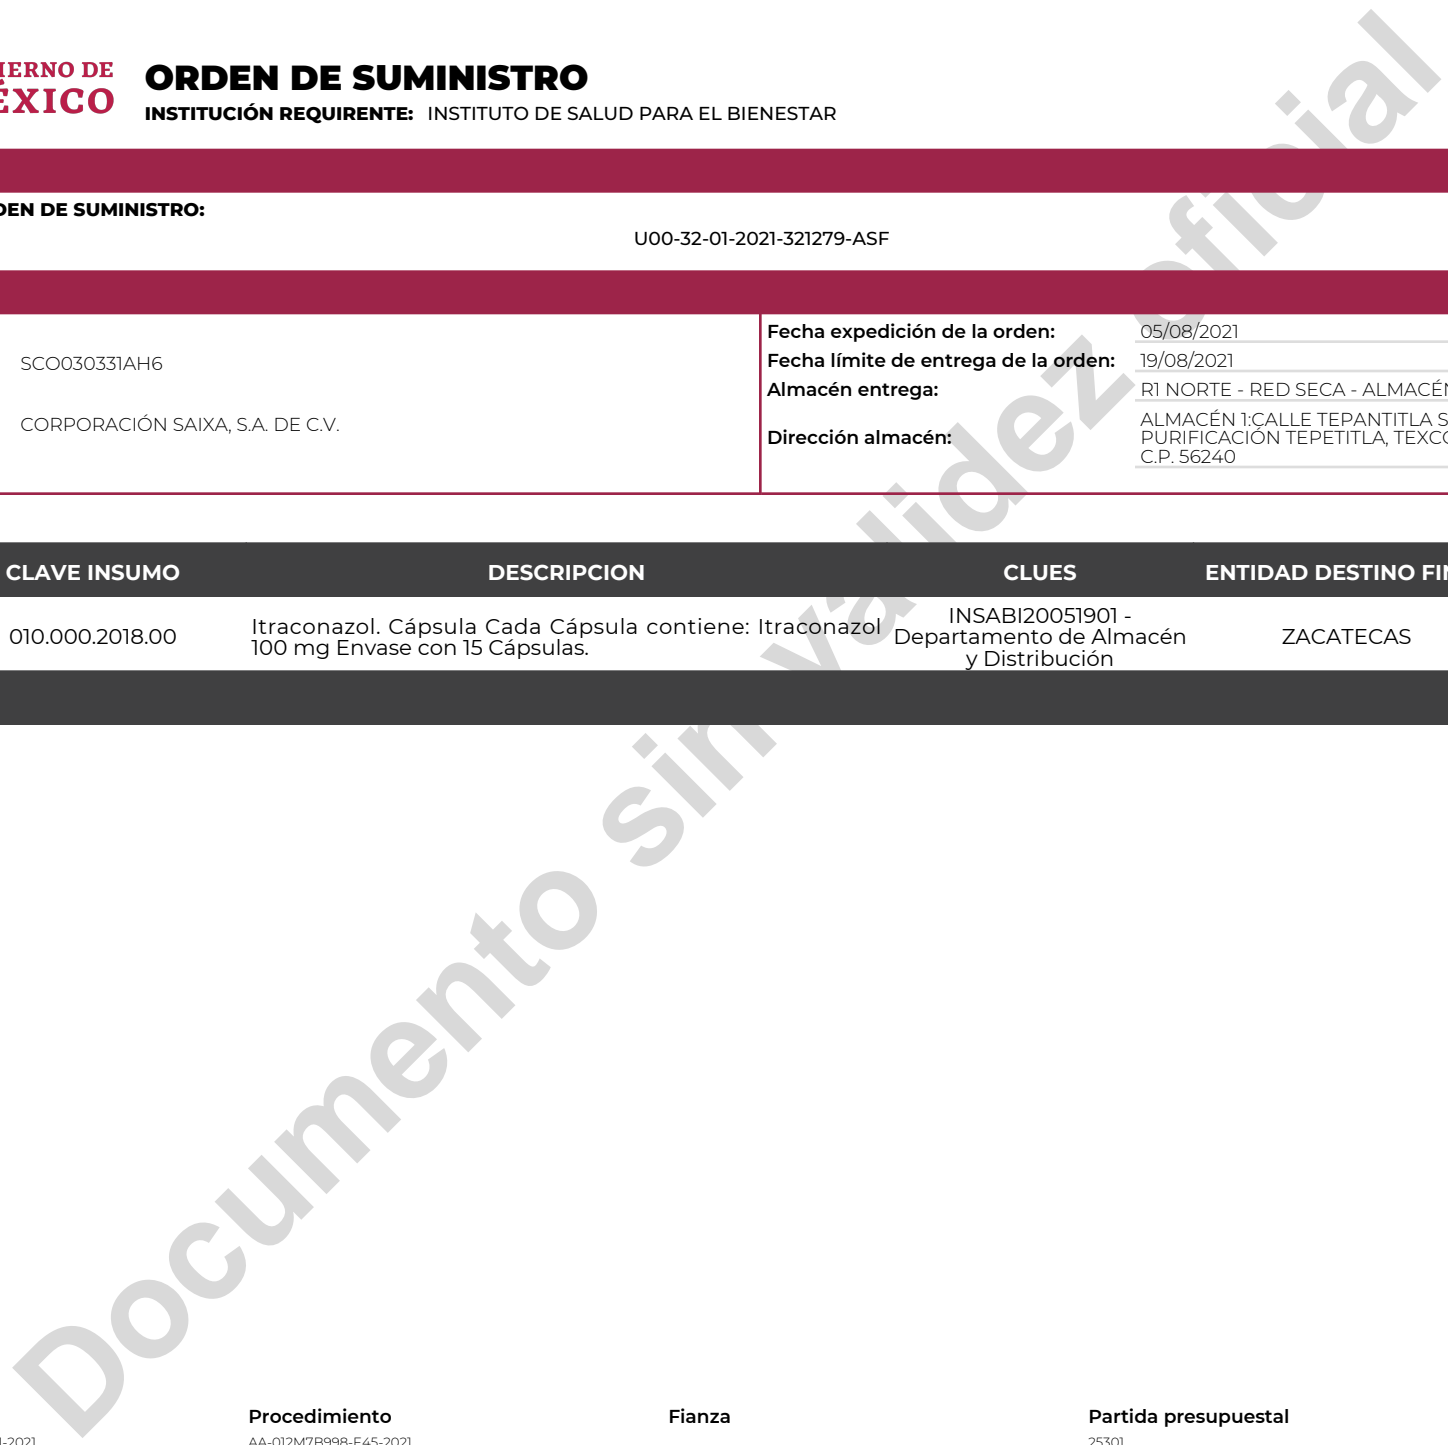 IERNO DE
ÉXICO
ORDEN DE SUMINISTRO
INSTITUCIÓN REQUIRENTE: INSTITUTO DE SALUD PARA EL BIENESTAR
DEN DE SUMINISTRO:
U00-32-01-2021-321279-ASF
SCO030331AH6
CORPORACIÓN SAIXA, S.A. DE C.V.
Fecha expedición de la orden: 05/08/2021
Fecha límite de entrega de la orden: 19/08/2021
Almacén entrega: R1 NORTE - RED SECA - ALMACÉN
Dirección almacén: ALMACÉN 1:CALLE TEPANTITLA S
PURIFICACIÓN TEPETITLA, TEXCO
C.P. 56240
CLAVE INSUMO DESCRIPCION CLUES ENTIDAD DESTINO FIN
010.000.2018.00
Itraconazol. Cápsula Cada Cápsula contiene: Itraconazol
100 mg Envase con 15 Cápsulas.
INSABI20051901 -
Departamento de Almacén
y Distribución
ZACATECAS
Documento sin validez oficial
Procedimiento Fianza Partida presupuestal
1-2021 AA-012M7B998-E45-2021 25301